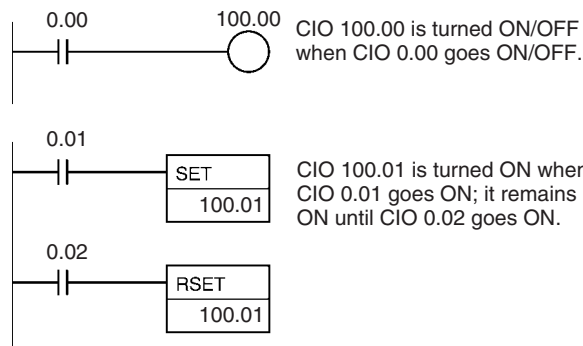 0.00
100.00
CIO 100.00 is turned ON/OFF
when CIO 0.00 goes ON/OFF.
0.01
SET
100.01
CIO 100.01 is turned ON when
CIO 0.01 goes ON; it remains
ON until CIO 0.02 goes ON.
0.02
RSET
100.01